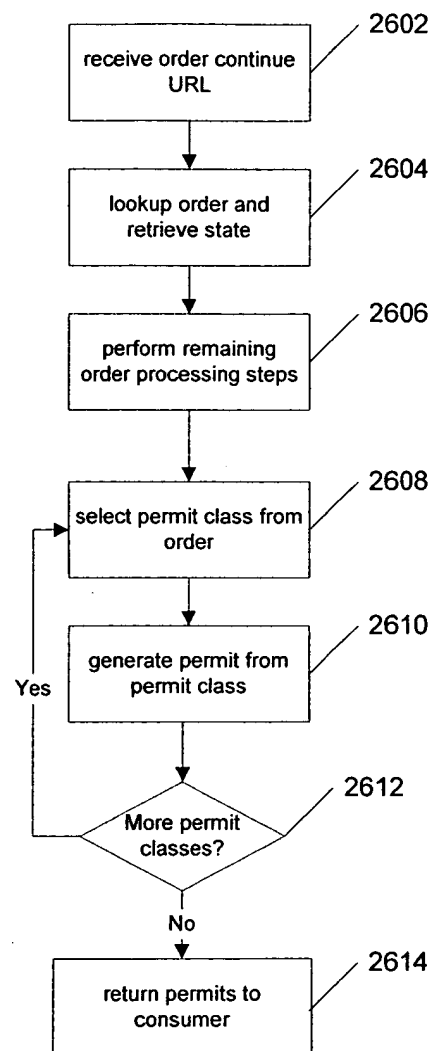 2602
receive order continue
URL
2604
lookup order and
retrieve state
2606
perform remaining
order processing steps
2608
select permit class from
order
2610
generate permit from
permit class
Yes
2612
More permit
classes?
No
2614
return permits to
consumer